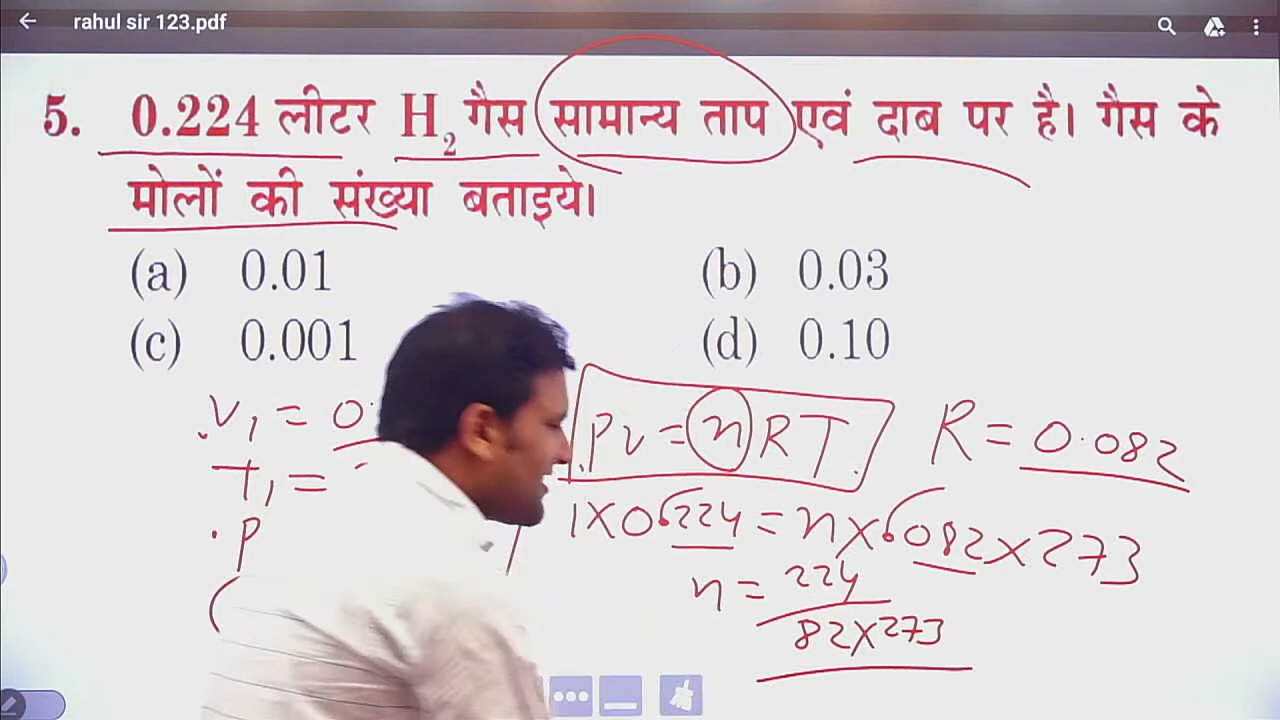 rahul sir 123.pdf
5. 0.224 लीटर H₂ गैस सामान्य ताप एवं दाब पर है। गैस के
मोलों की संख्या बताइये।
(a) 0.01 (b) 0.03
(c) 0.001 (d) 0.10
V₁ = 0. PV = nRT R = 0.082
T₁ =
1×0.224 = n×.082×273
P
n = 224
82×273